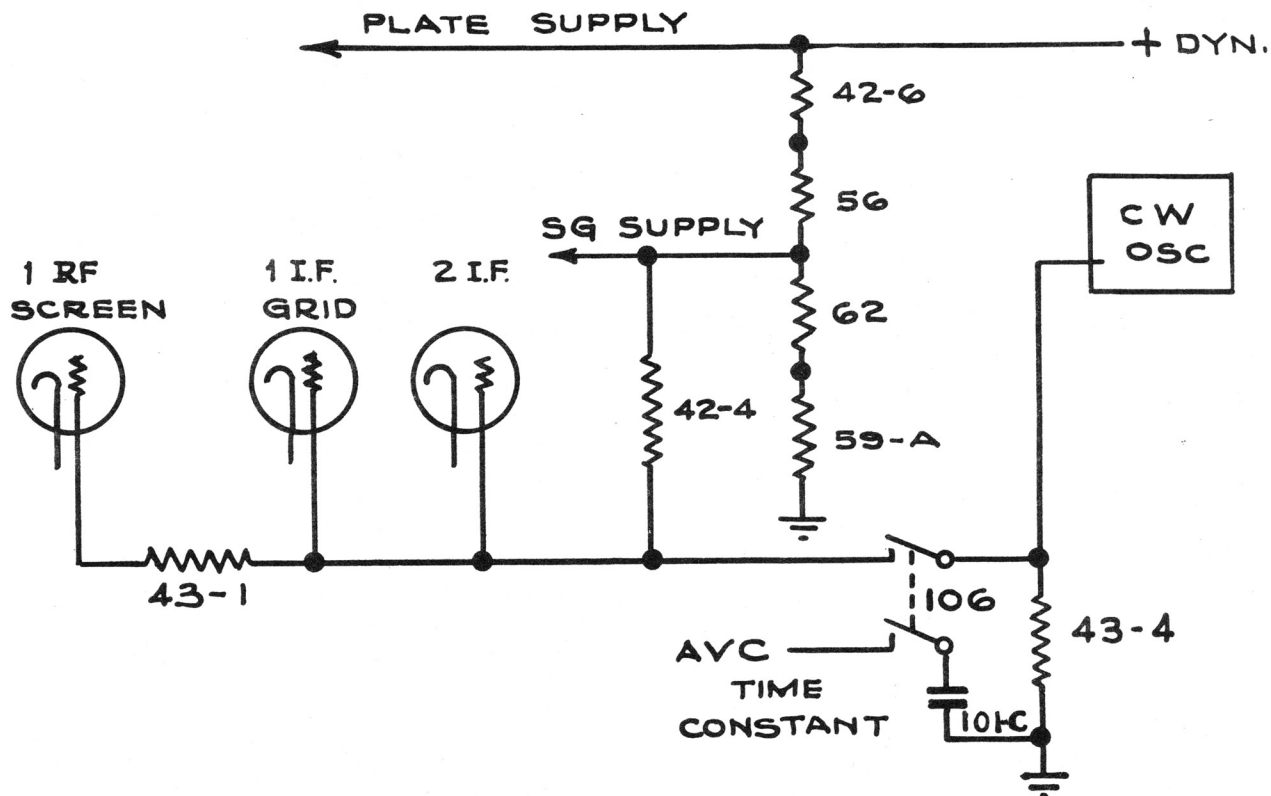 PLATE SUPPLY
+ DYN.
42-6
56
CW
OSC
SG SUPPLY
1 RF
SCREEN
1 I.F.
GRID
2 I.F.
62
42-4
59-A
43-1
106
43-4
AVC
TIME
CONSTANT
101-C